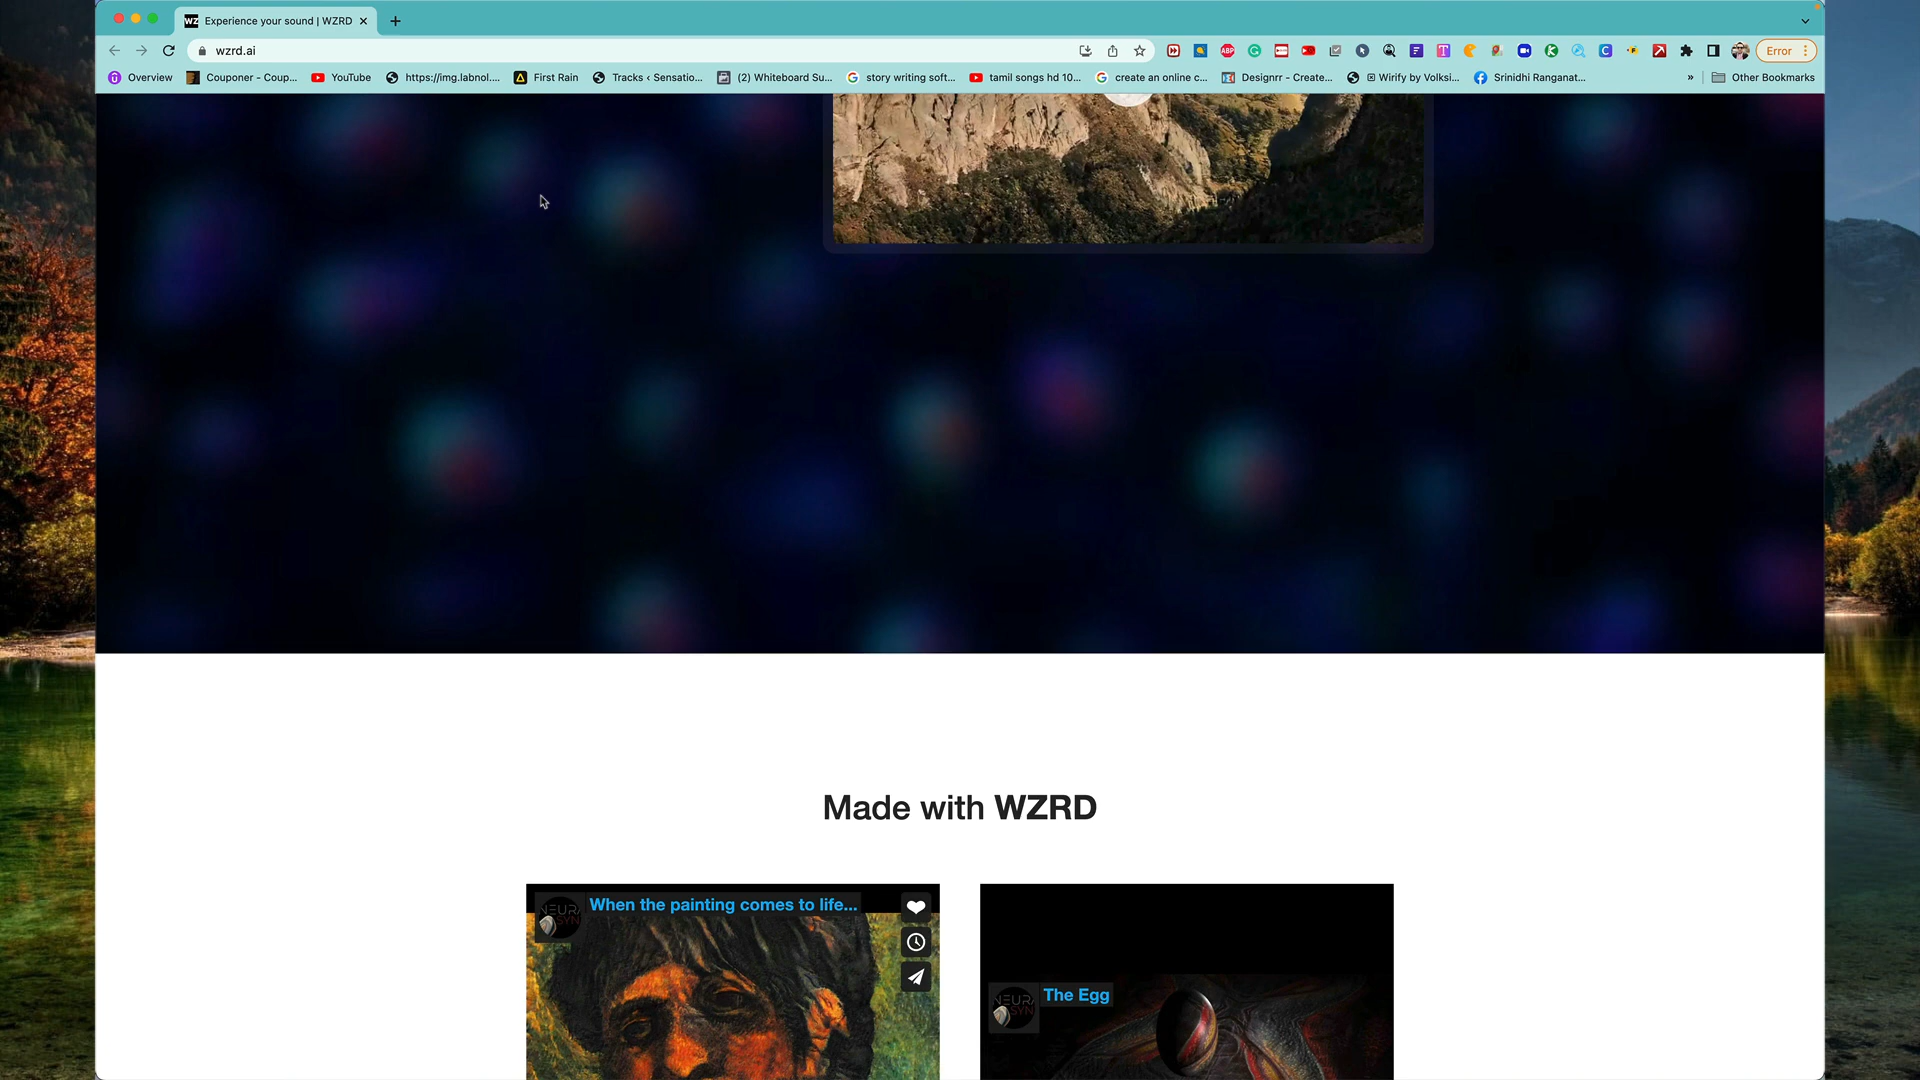 WZ Experience your sound | WZRD
wzrd.ai
Error
Overview
Couponer - Coup...
YouTube
https://img.labnol....
First Rain
Tracks ‹ Sensatio...
(2) Whiteboard Su...
story writing soft...
tamil songs hd 10...
create an online c...
Designrr - Create...
Wirify by Volksi...
Srinidhi Ranganat...
»
Other Bookmarks
Made with WZRD
When the painting comes to life...
The Egg